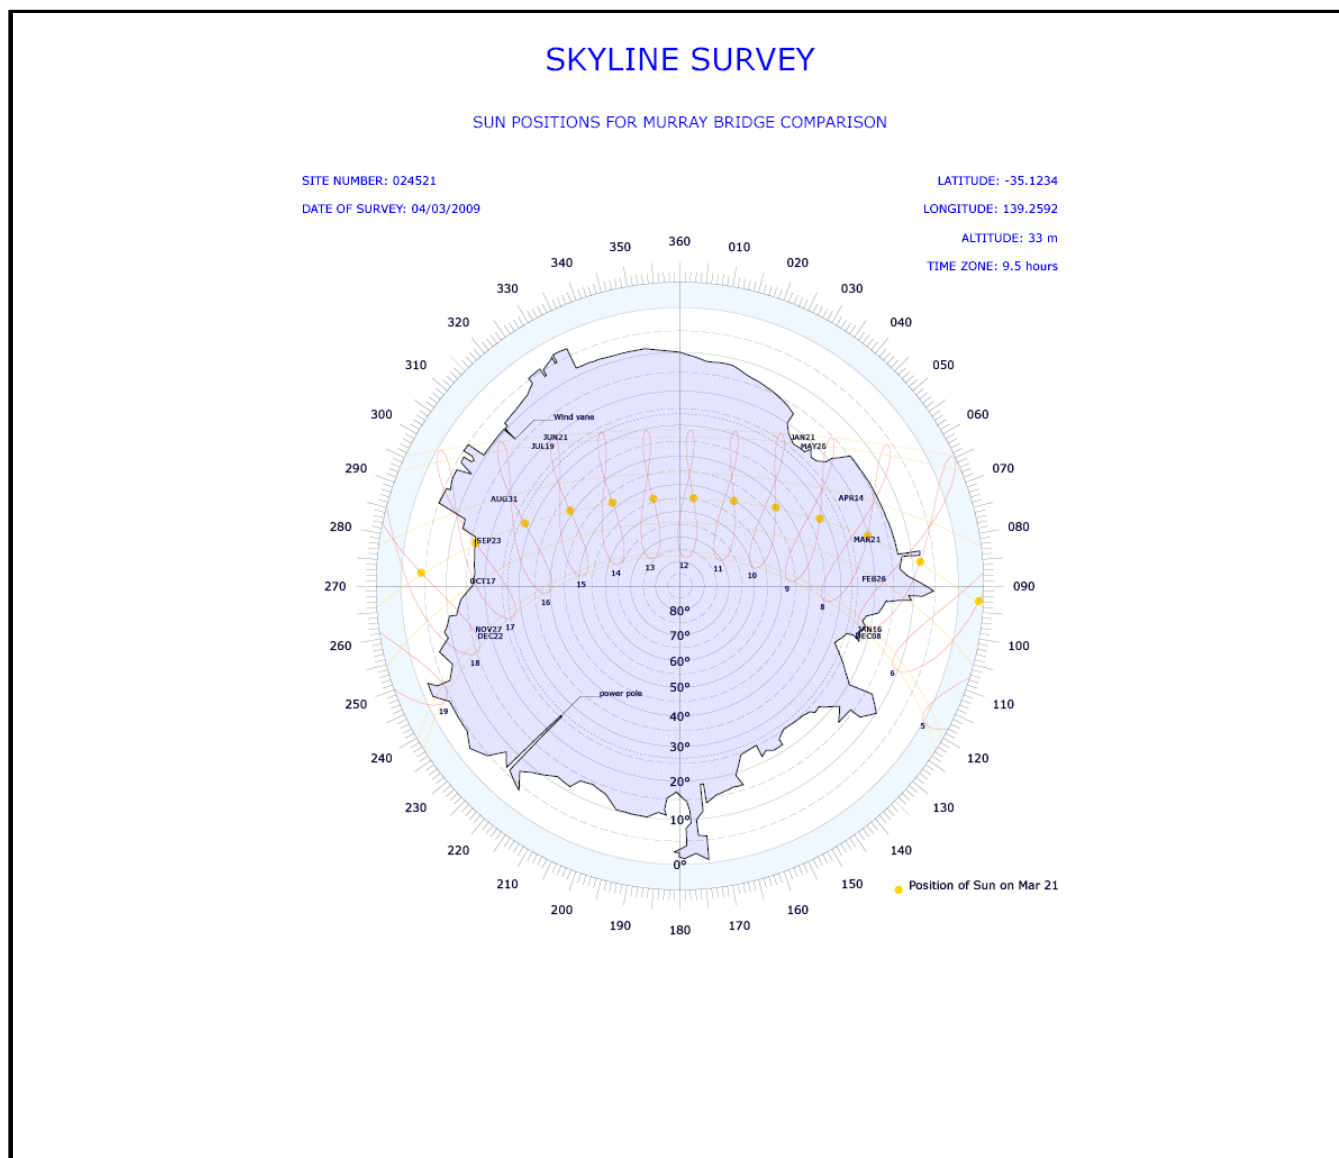 SKYLINE SURVEY
SUN POSITIONS FOR MURRAY BRIDGE COMPARISON
SITE NUMBER: 024521
LATITUDE: -35.1234
DATE OF SURVEY: 04/03/2009
LONGITUDE: 139.2592
ALTITUDE: 33 m
TIME ZONE: 9.5 hours
350 360 010
340 020
330 030
320 040
310 050
300 060
290 070
280 080
270 090
260 100
250 110
240 120
230 130
220 140
210 150
200 160
190 180 170
Wind vane
JUN21 JAN21
JUL19 MAY26
AUG31 APR14
SEP23 MAR21
OCT17 FEB26
NOV27 JAN16
DEC22 DEC08
19 18 17 16 15 14 13 12 11 10 9 8 6 5
power pole
80°
70°
60°
50°
40°
30°
20°
10°
0°
Position of Sun on Mar 21